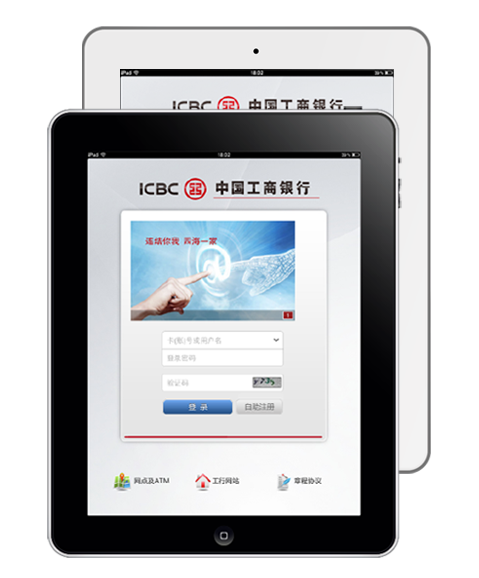 iPad
18:02
ICBC 中国工商银行
iPad
18:02
ICBC 中国工商银行
连结你我 四海一家
1
卡(账)号或用户名
登录密码
验证码
登 录
自助注册
网点及ATM
工行网站
章程协议